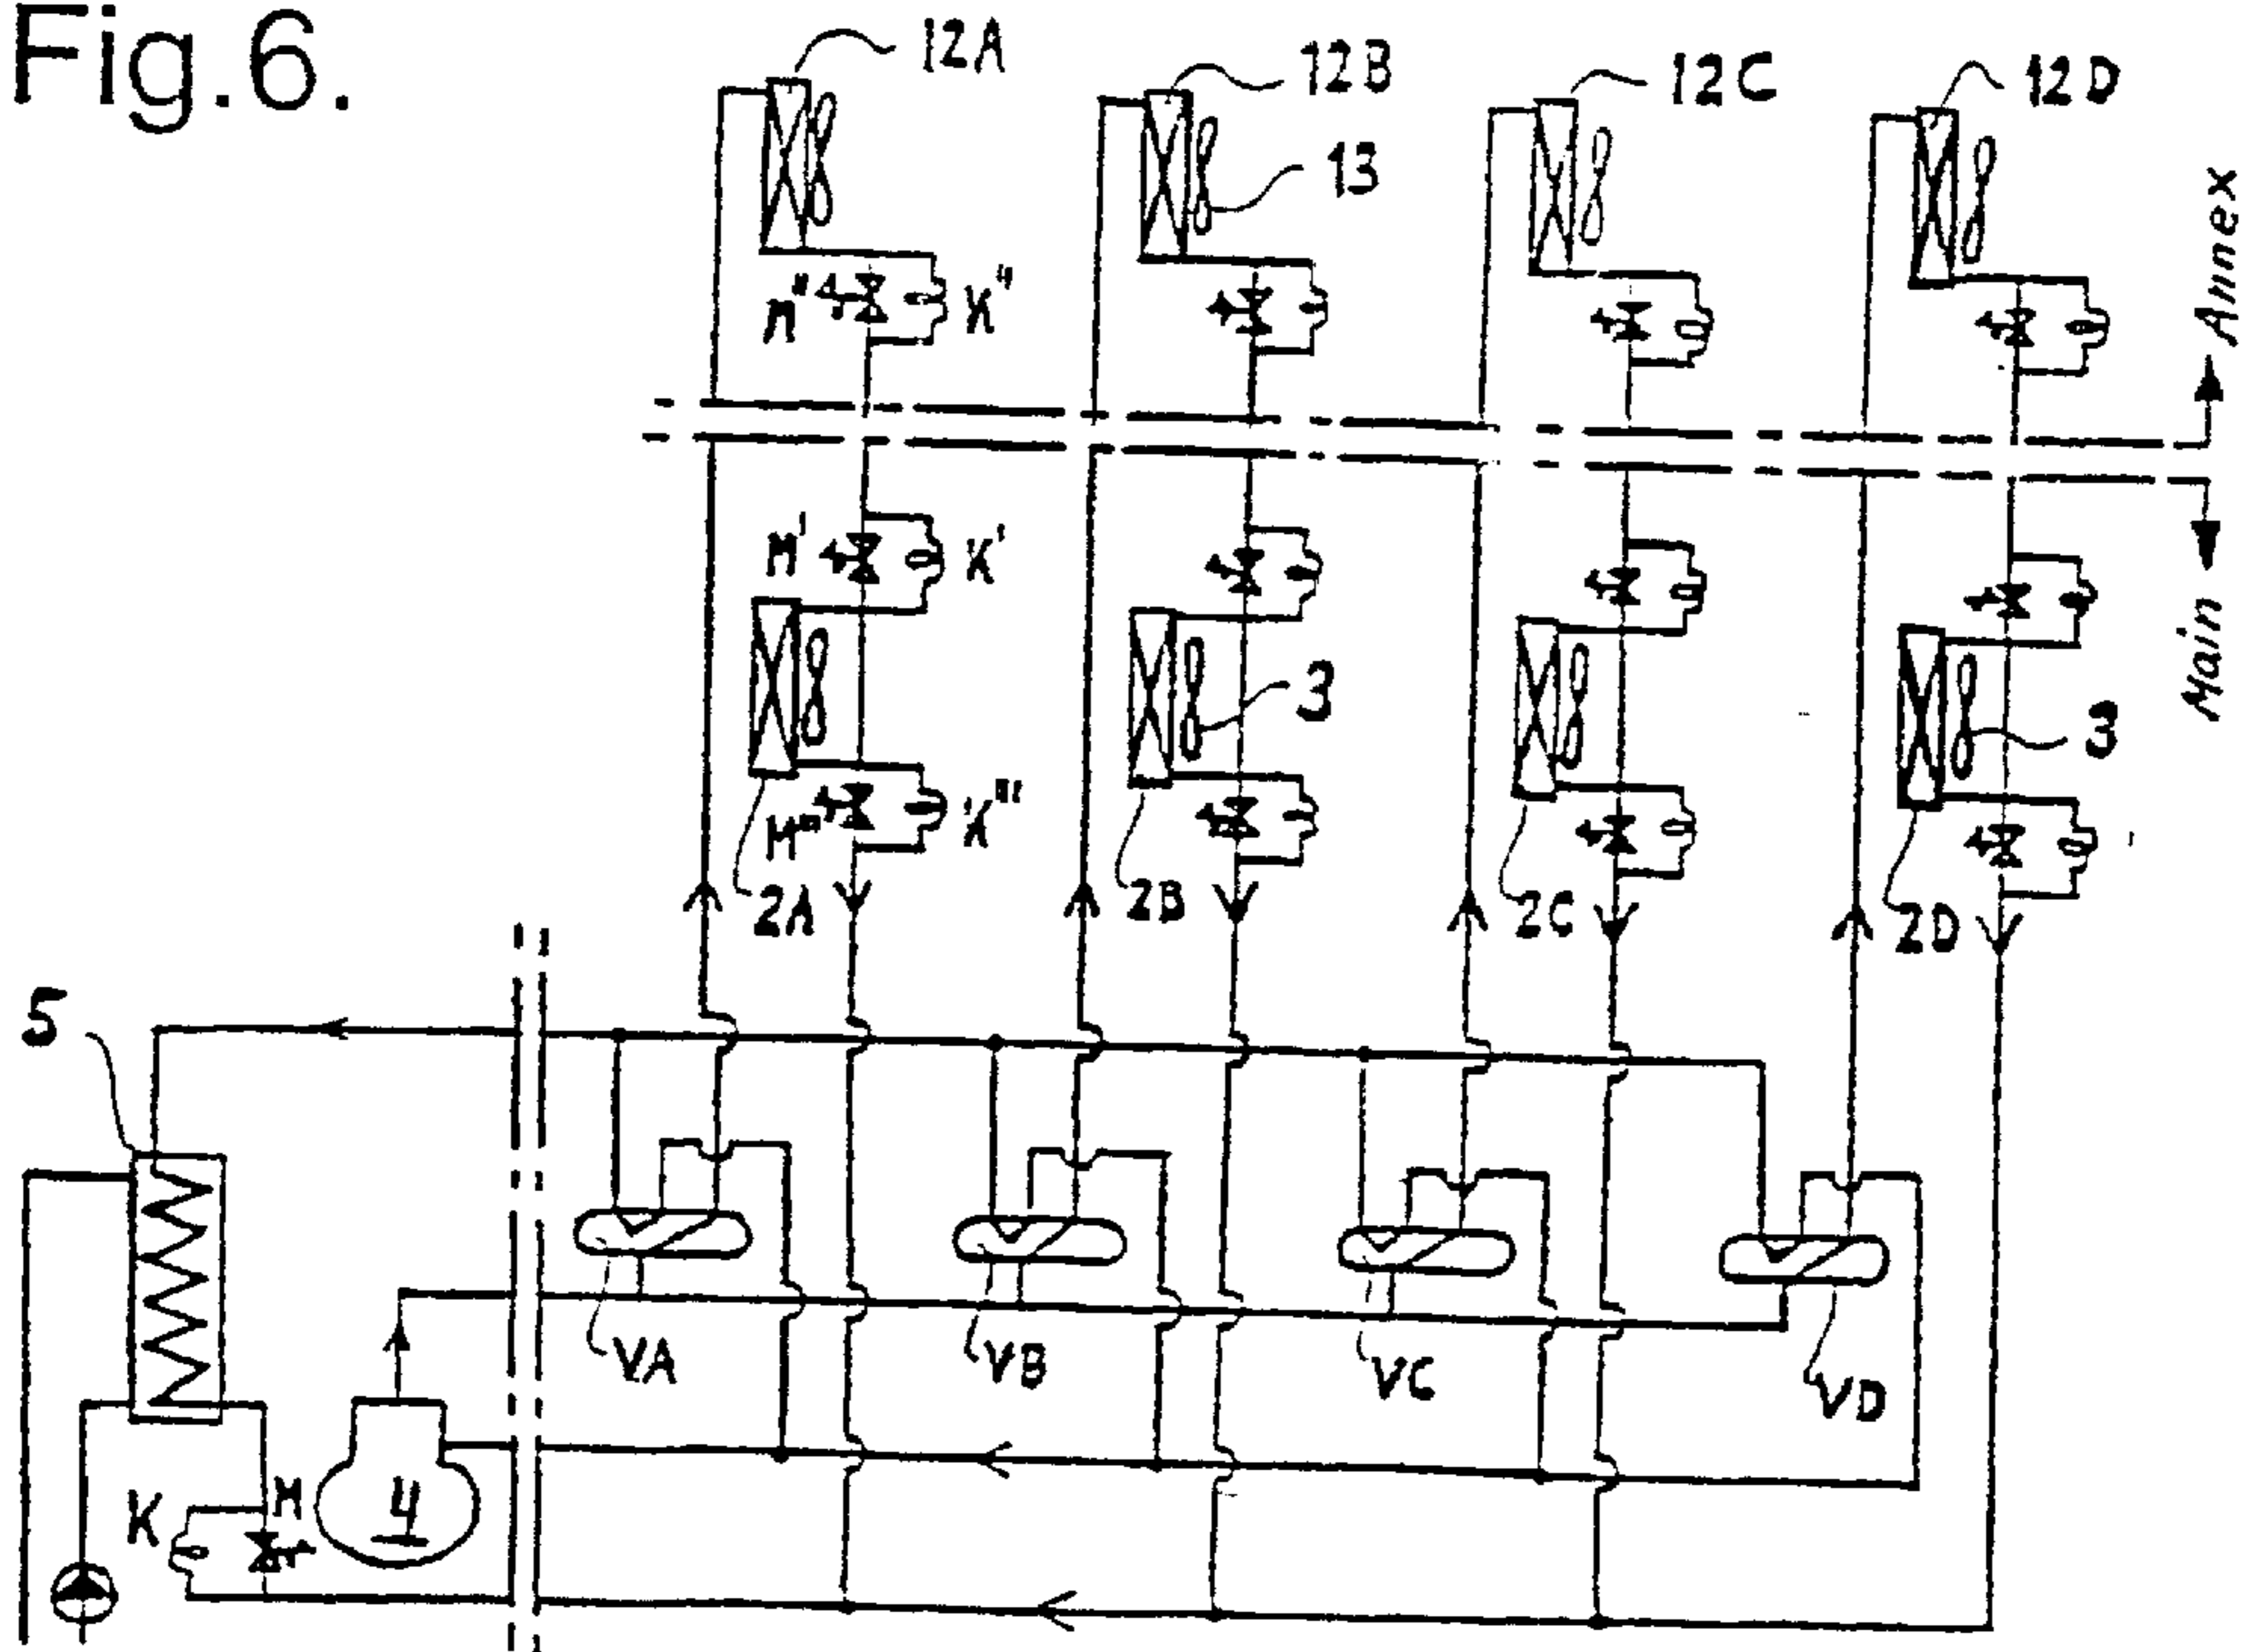 Fig.6.
12A
12B
12C
12D
13
Annex
M"
K"
M'
K'
Main
3
3
M"'
K"'
2A
2B
2C
2D
5
VA
VB
VC
VD
K
M
4